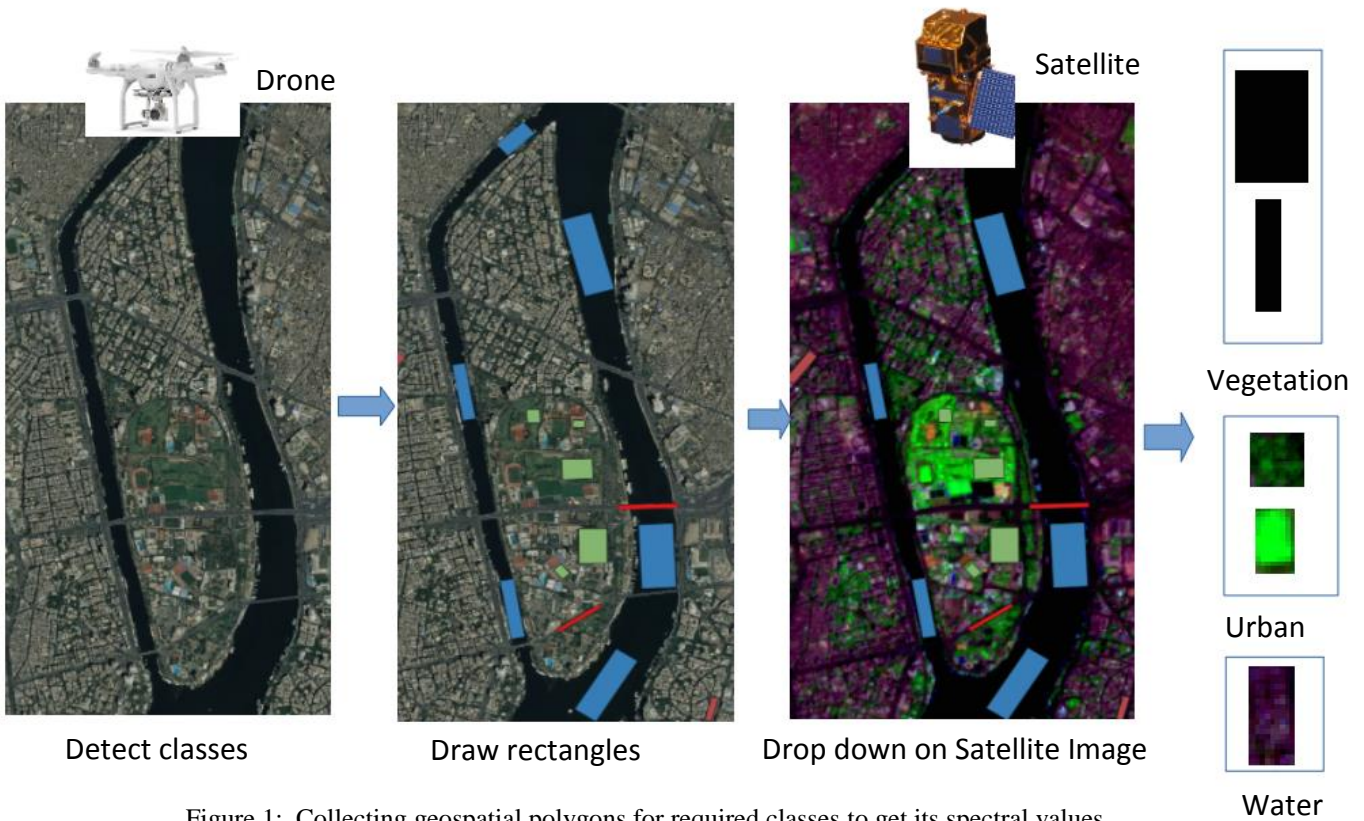 Drone
Satellite
Detect classes
Draw rectangles
Drop down on Satellite Image
Vegetation
Urban
Water
Figure 1: Collecting geospatial polygons for required classes to get its spectral values